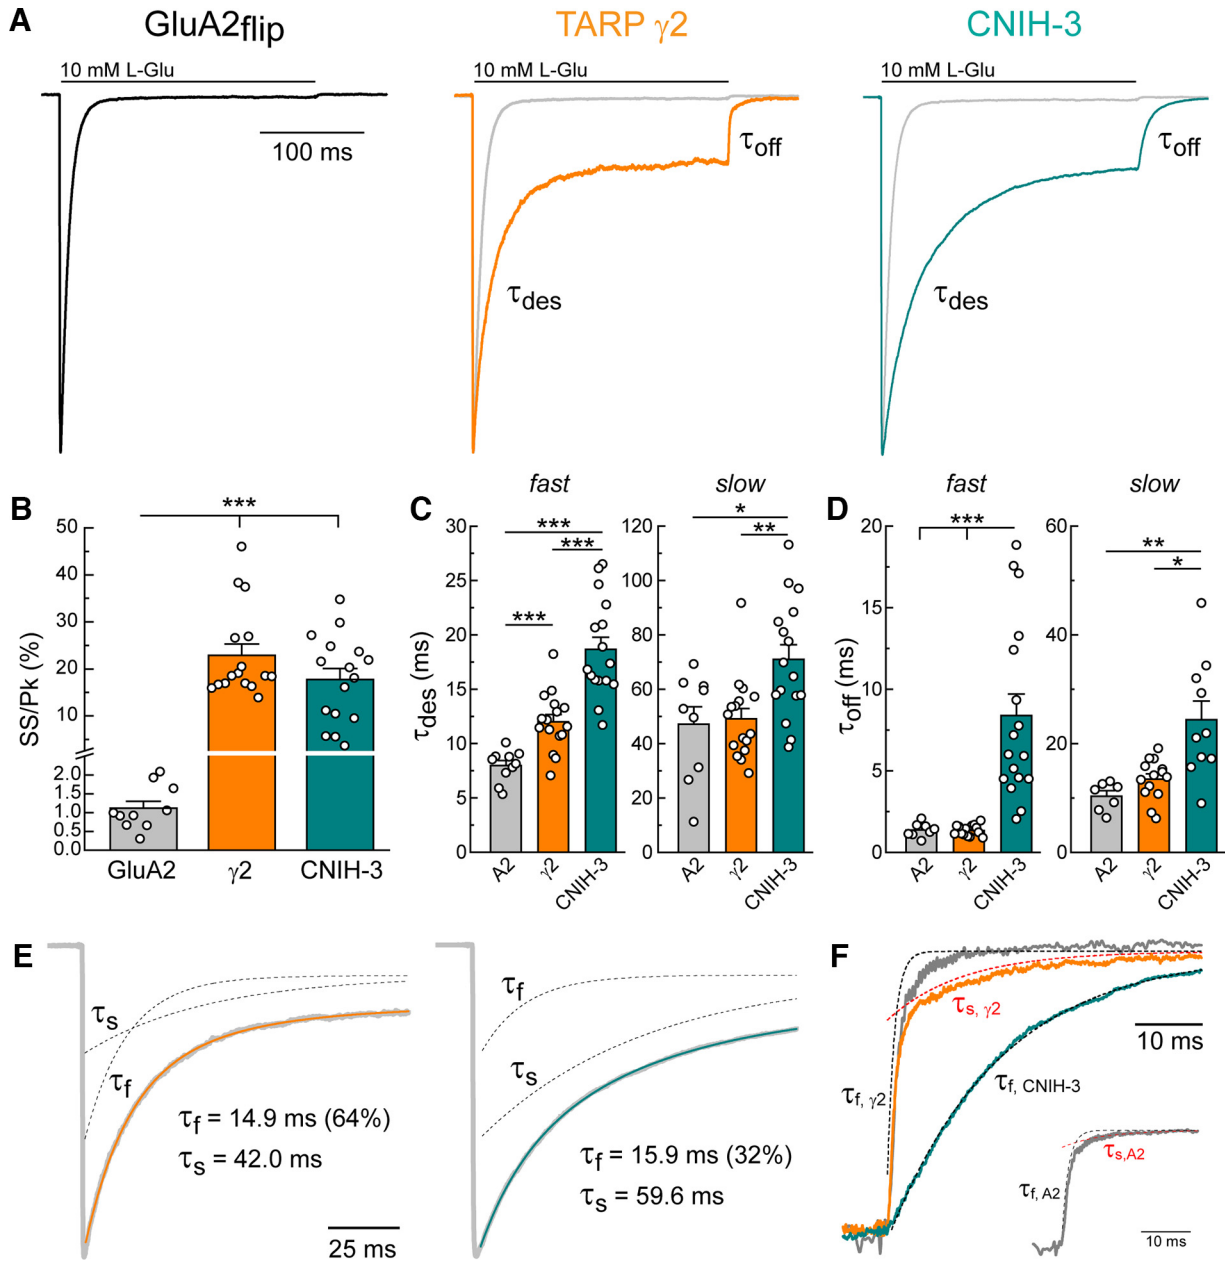 A
GluA2flip
TARP γ2
CNIH-3
10 mM L-Glu
10 mM L-Glu
10 mM L-Glu
100 ms
τdes
τoff
τdes
τoff
B
***
SS/Pk (%)
50
40
30
20
10
2.0
1.5
1.0
0.5
0.0
GluA2
γ2
CNIH-3
C
fast
slow
τdes (ms)
30
25
20
15
10
5
0
***
***
***
A2
γ2
CNIH-3
120
100
80
60
40
20
0
*
**
A2
γ2
CNIH-3
D
fast
slow
τoff (ms)
20
15
10
5
0
***
A2
γ2
CNIH-3
60
40
20
0
**
*
A2
γ2
CNIH-3
E
τs
τf
τf = 14.9 ms (64%)
τs = 42.0 ms
25 ms
τf
τs
τf = 15.9 ms (32%)
τs = 59.6 ms
F
τs, γ2
10 ms
τf, γ2
τf, CNIH-3
τs,A2
τf, A2
10 ms